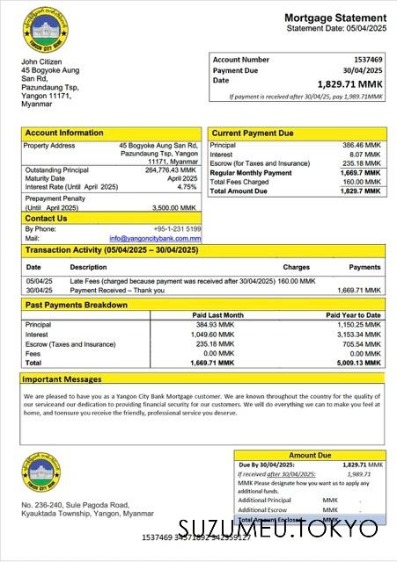 Mortgage Statement
Statement Date: 05/04/2025
John Citizen
45 Bogyoke Aung
San Rd,
Pazundaung Tsp,
Yangon 11171,
Myanmar
Account Number 1537469
Payment Due 30/04/2025
Date
1,829.71 MMK
If payment is received after 30/04/25, pay 1,989.71MMK
Account Information
Property Address 45 Bogyoke Aung San Rd,
Pazundaung Tsp, Yangon
11171, Myanmar
Outstanding Principal 264,776.43 MMK
Maturity Date April 2025
Interest Rate (Until April 2025) 4.75%
Prepayment Penalty
(Until April 2025) 3,500.00 MMK
Contact Us
By Phone: +95-1-231 5199
Mail: info@yangoncitybank.com.mm
Current Payment Due
Principal 386.46 MMK
Interest 8.07 MMK
Escrow (for Taxes and Insurance) 235.18 MMK
Regular Monthly Payment 1,669.7 MMK
Total Fees Charged 160.00 MMK
Total Amount Due 1,829.7 MMK
Transaction Activity (05/04/2025 – 30/04/2025)
Date Description Charges Payments
05/04/25 Late Fees (charged because payment was received after 30/04/2025) 160.00 MMK
30/04/25 Payment Received – Thank you 1,669.71 MMK
Past Payments Breakdown
Paid Last Month Paid Year to Date
Principal 384.93 MMK 1,150.25 MMK
Interest 1,049.60 MMK 3,153.34 MMK
Escrow (Taxes and Insurance) 235.18 MMK 705.54 MMK
Fees 0.00 MMK 0.00 MMK
Total 1,669.71 MMK 5,009.13 MMK
Important Messages
We are pleased to have you as a Yangon City Bank Mortgage customer. We are known throughout the country for the quality of
our serviceand our dedication to providing financial security for our customers. We will do everything we can to make you feel at
home, and toensure you receive the friendly, professional service you deserve.
No. 236-240, Sule Pagoda Road,
Kyauktada Township, Yangon, Myanmar
Amount Due
Due By 30/04/2025: 1,829.71 MMK
If received after 30/04/2025: 1,989.71
MMK Please designate how you want us to apply any
additional funds.
Additional Principal MMK .
Additional Escrow MMK .
Total Amount Enclosed MMK .
SUZUMEU.TOKYO
1537469 34571892 342359127